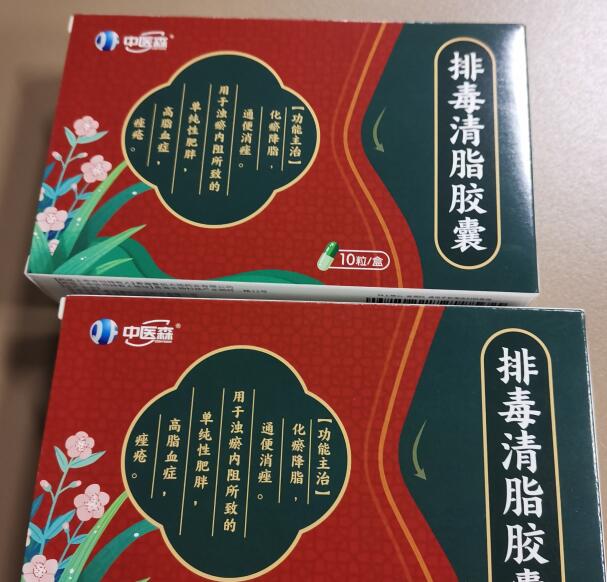 中医森
排毒清脂胶囊
【功能主治】
化瘀降脂，
通便消痤。
用于浊瘀内阻所致的
单纯性肥胖，
高脂血症，
痤疮。
10粒/盒
中医森
排毒清脂胶囊
【功能主治】
化瘀降脂，
通便消痤。
用于浊瘀内阻所致的
单纯性肥胖，
高脂血症，
痤疮。